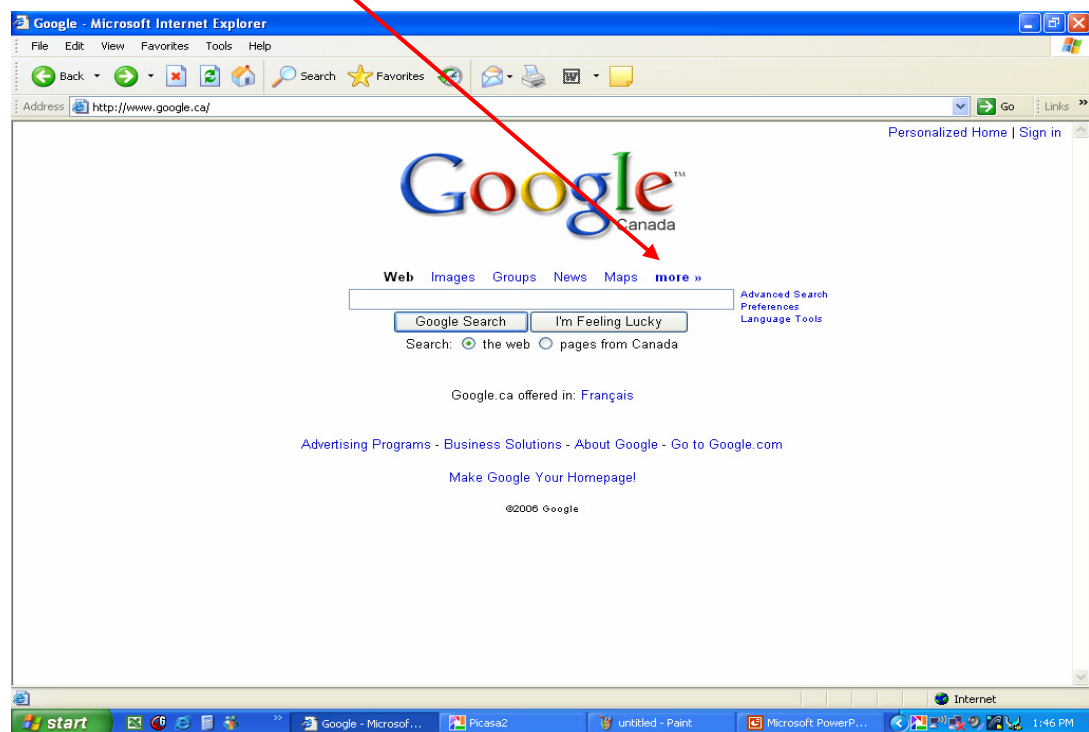 Google - Microsoft Internet Explorer
File Edit View Favorites Tools Help
Back Search Favorites
Address http://www.google.ca/ Go Links »
Personalized Home | Sign in
Google™
Canada
Web Images Groups News Maps more »
Advanced Search
Preferences
Language Tools
Google Search I'm Feeling Lucky
Search: the web pages from Canada
Google.ca offered in: Français
Advertising Programs - Business Solutions - About Google - Go to Google.com
Make Google Your Homepage!
©2006 Google
Internet
start » Google - Microsof... Picasa2 untitled - Paint Microsoft PowerP... 1:46 PM